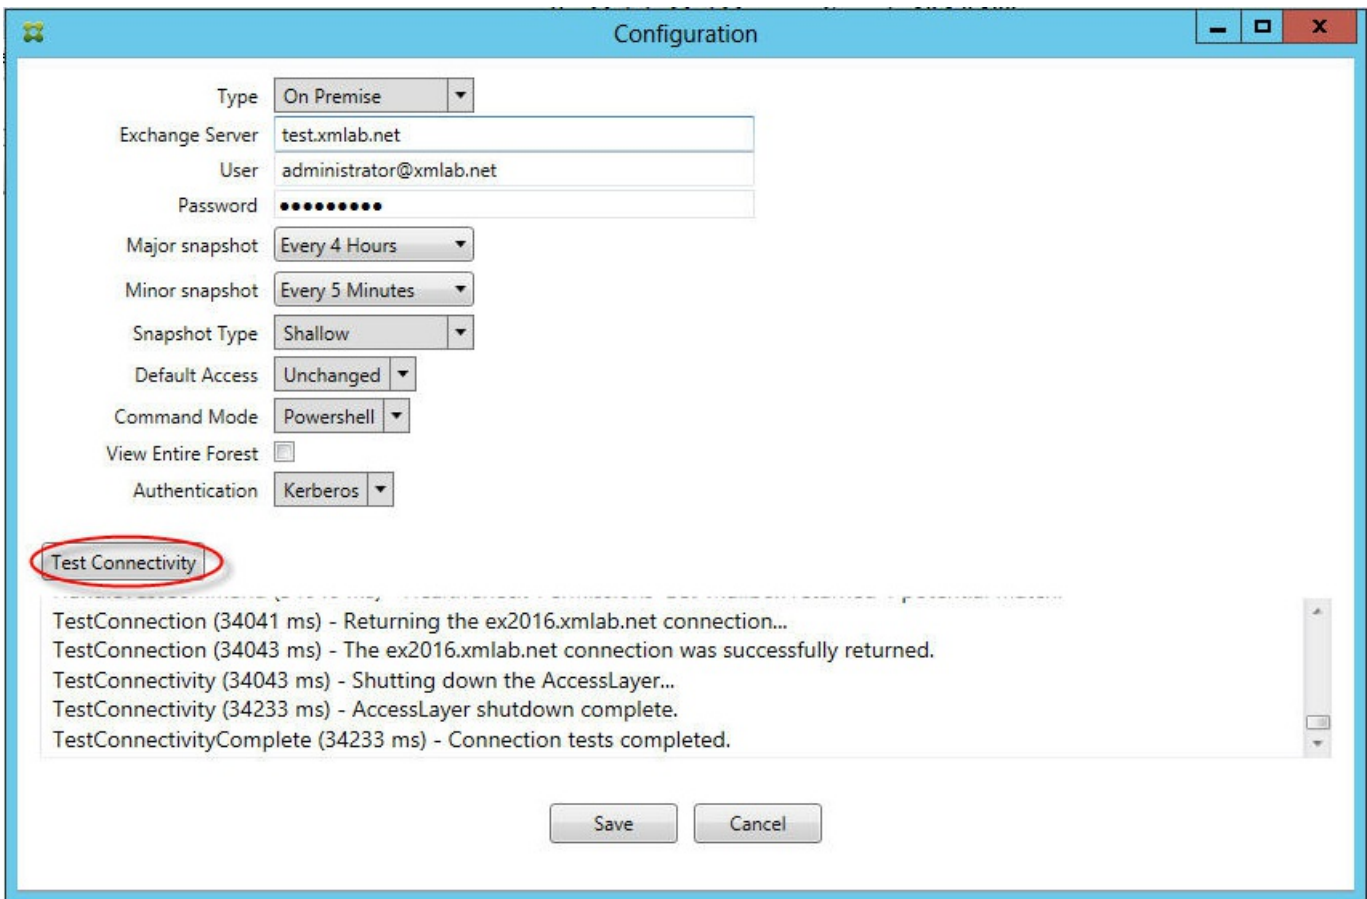 Configuration
Type On Premise
Exchange Server test.xmlab.net
User administrator@xmlab.net
Password •••••••••
Major snapshot Every 4 Hours
Minor snapshot Every 5 Minutes
Snapshot Type Shallow
Default Access Unchanged
Command Mode Powershell
View Entire Forest
Authentication Kerberos
Test Connectivity
TestConnection (34041 ms) - Returning the ex2016.xmlab.net connection...
TestConnection (34043 ms) - The ex2016.xmlab.net connection was successfully returned.
TestConnectivity (34043 ms) - Shutting down the AccessLayer...
TestConnectivity (34233 ms) - AccessLayer shutdown complete.
TestConnectivityComplete (34233 ms) - Connection tests completed.
Save Cancel